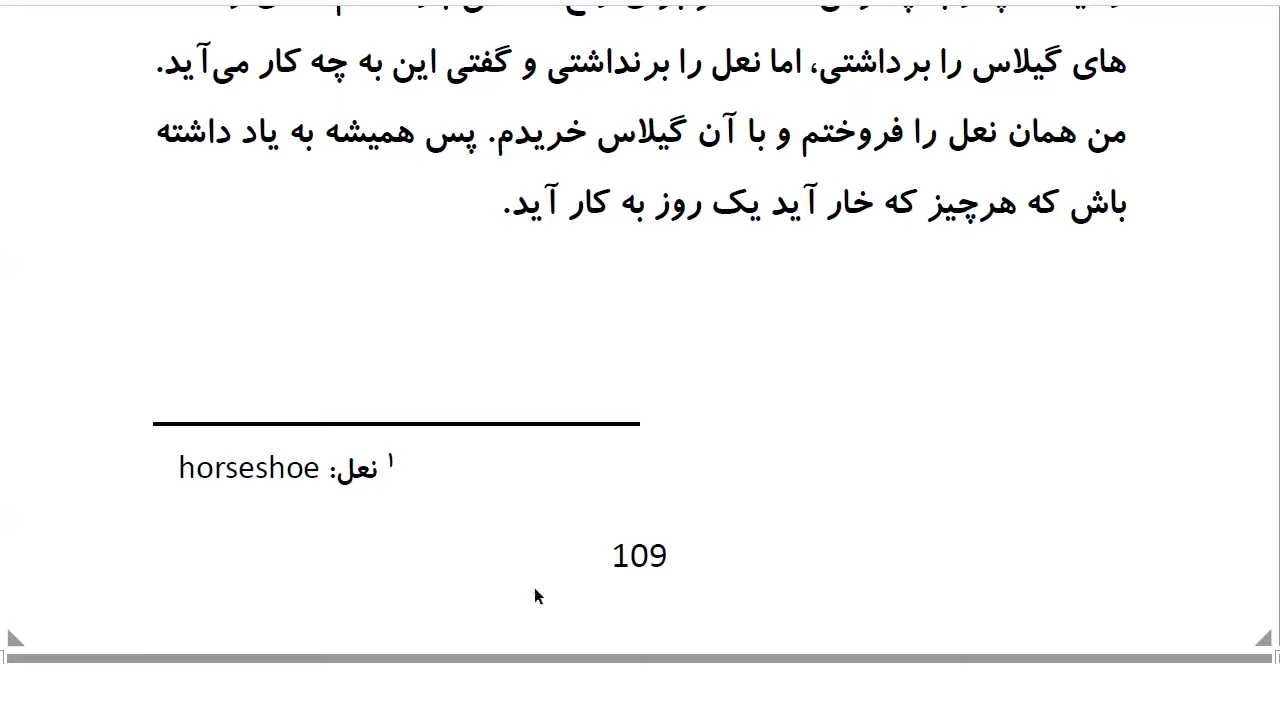 های گیلاس را برداشتی، اما نعل را برنداشتی و گفتی این به چه کار می‌آید.
من همان نعل را فروختم و با آن گیلاس خریدم. پس همیشه به یاد داشته
باش که هرچیز که خار آید یک روز به کار آید.
۱ نعل: horseshoe
109